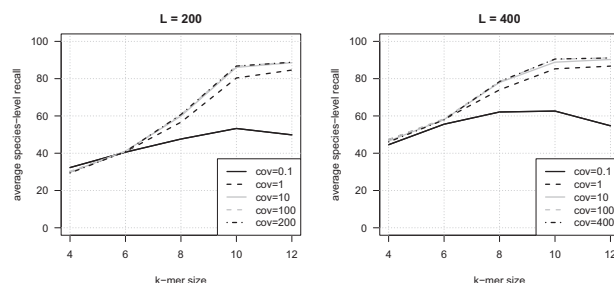 L = 200
average species−level recall
100
80
60
40
20
0
cov=0.1
cov=1
cov=10
cov=100
cov=200
4 6 8 10 12
k−mer size
L = 400
average species−level recall
100
80
60
40
20
0
cov=0.1
cov=1
cov=10
cov=100
cov=400
4 6 8 10 12
k−mer size